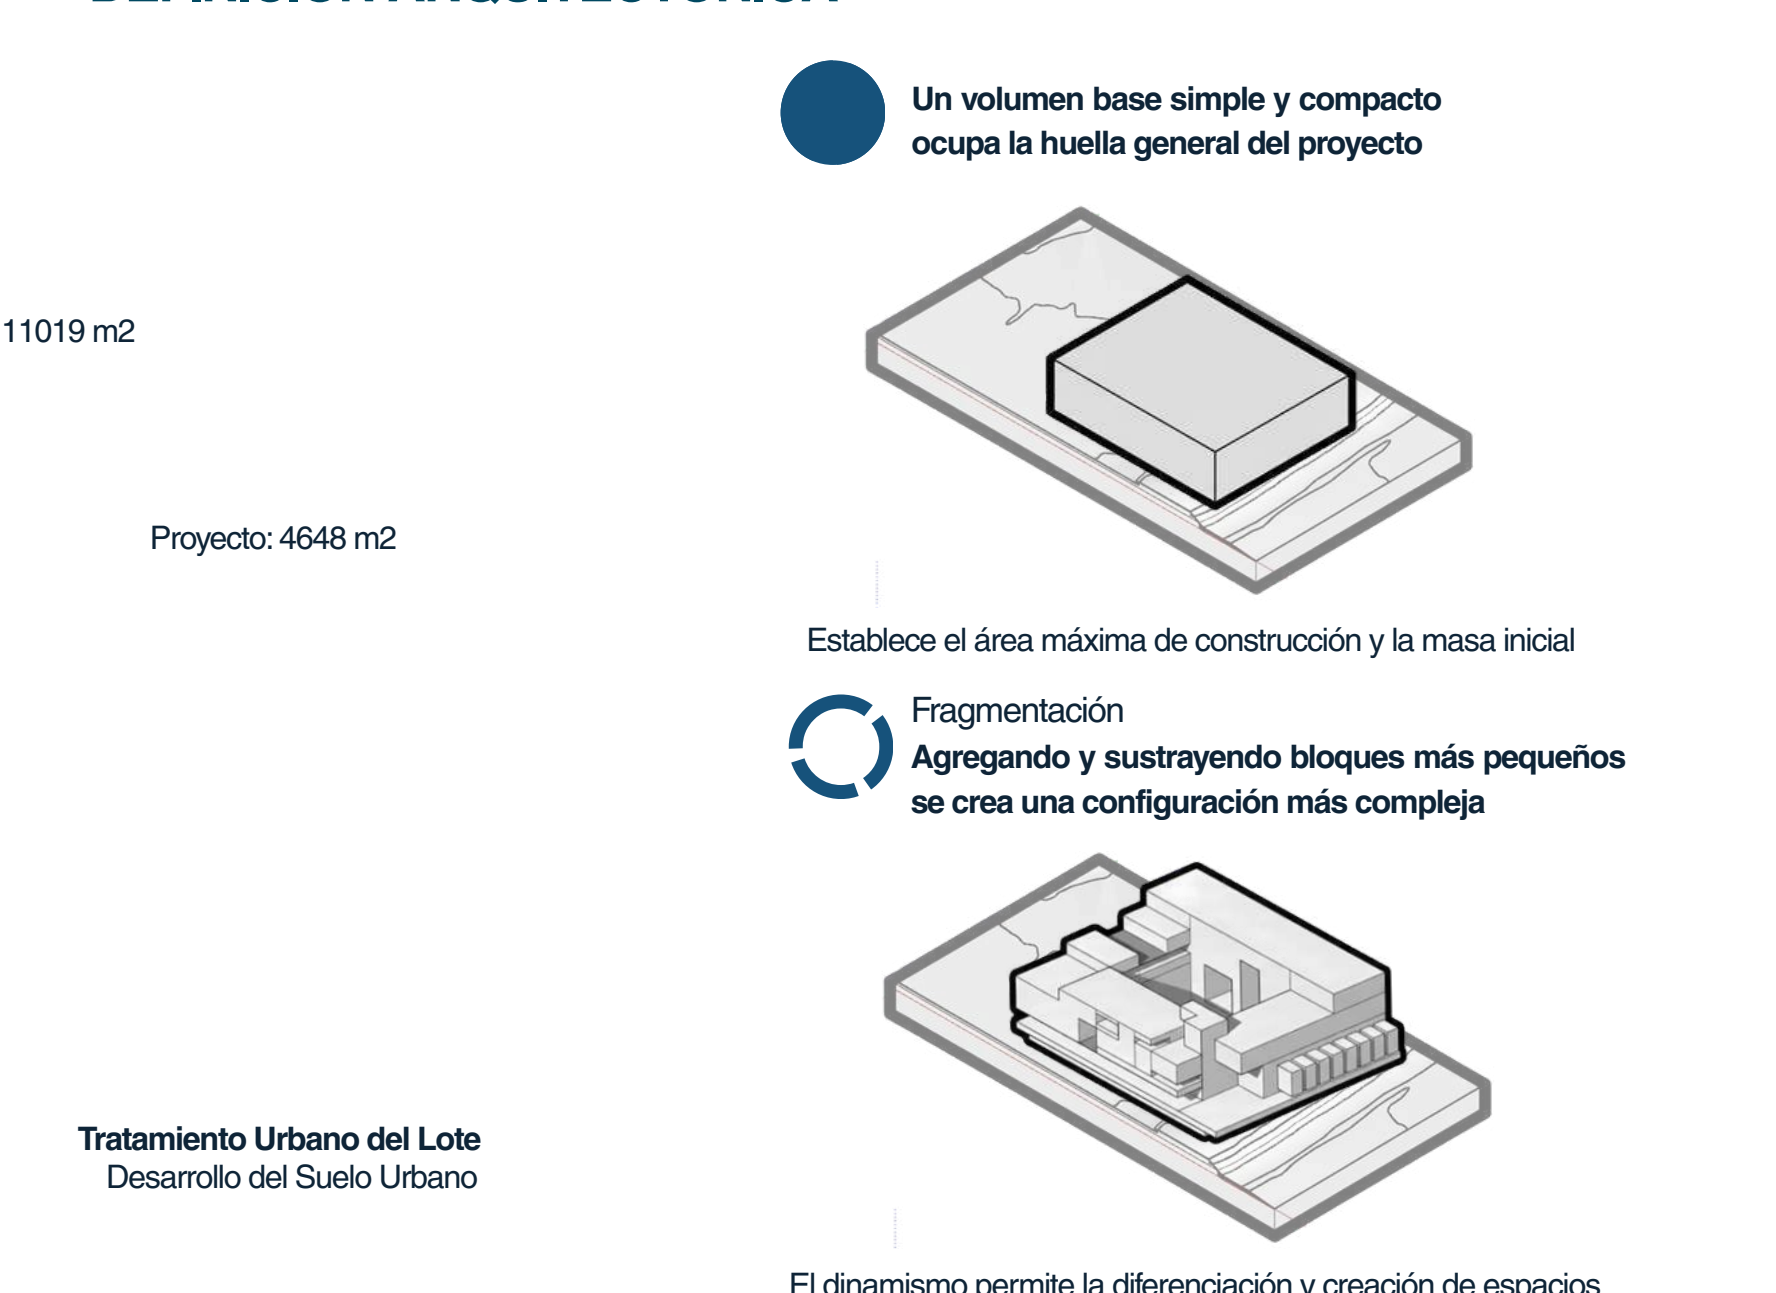 DEFINICIÓN ARQUITECTÓNICA
Un volumen base simple y compacto
ocupa la huella general del proyecto
11019 m2
Proyecto: 4648 m2
Establece el área máxima de construcción y la masa inicial
Fragmentación
Agregando y sustrayendo bloques más pequeños
se crea una configuración más compleja
Tratamiento Urbano del Lote
Desarrollo del Suelo Urbano
El dinamismo permite la diferenciación y creación de espacios